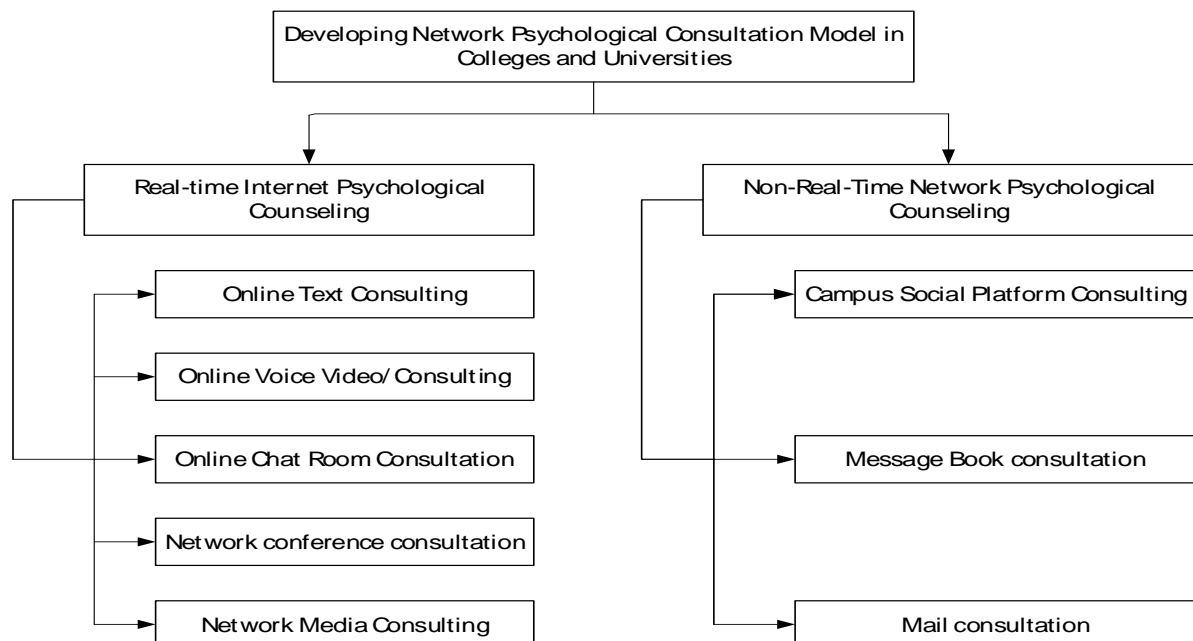 Developing Network Psychological Consultation Model in
Colleges and Universities
Real-time Internet Psychological
Counseling
Non-Real-Time Network Psychological
Counseling
Online Text Consulting
Campus Social Platform Consulting
Online Voice Video/ Consulting
Online Chat Room Consultation
Message Book consultation
Network conference consultation
Network Media Consulting
Mail consultation